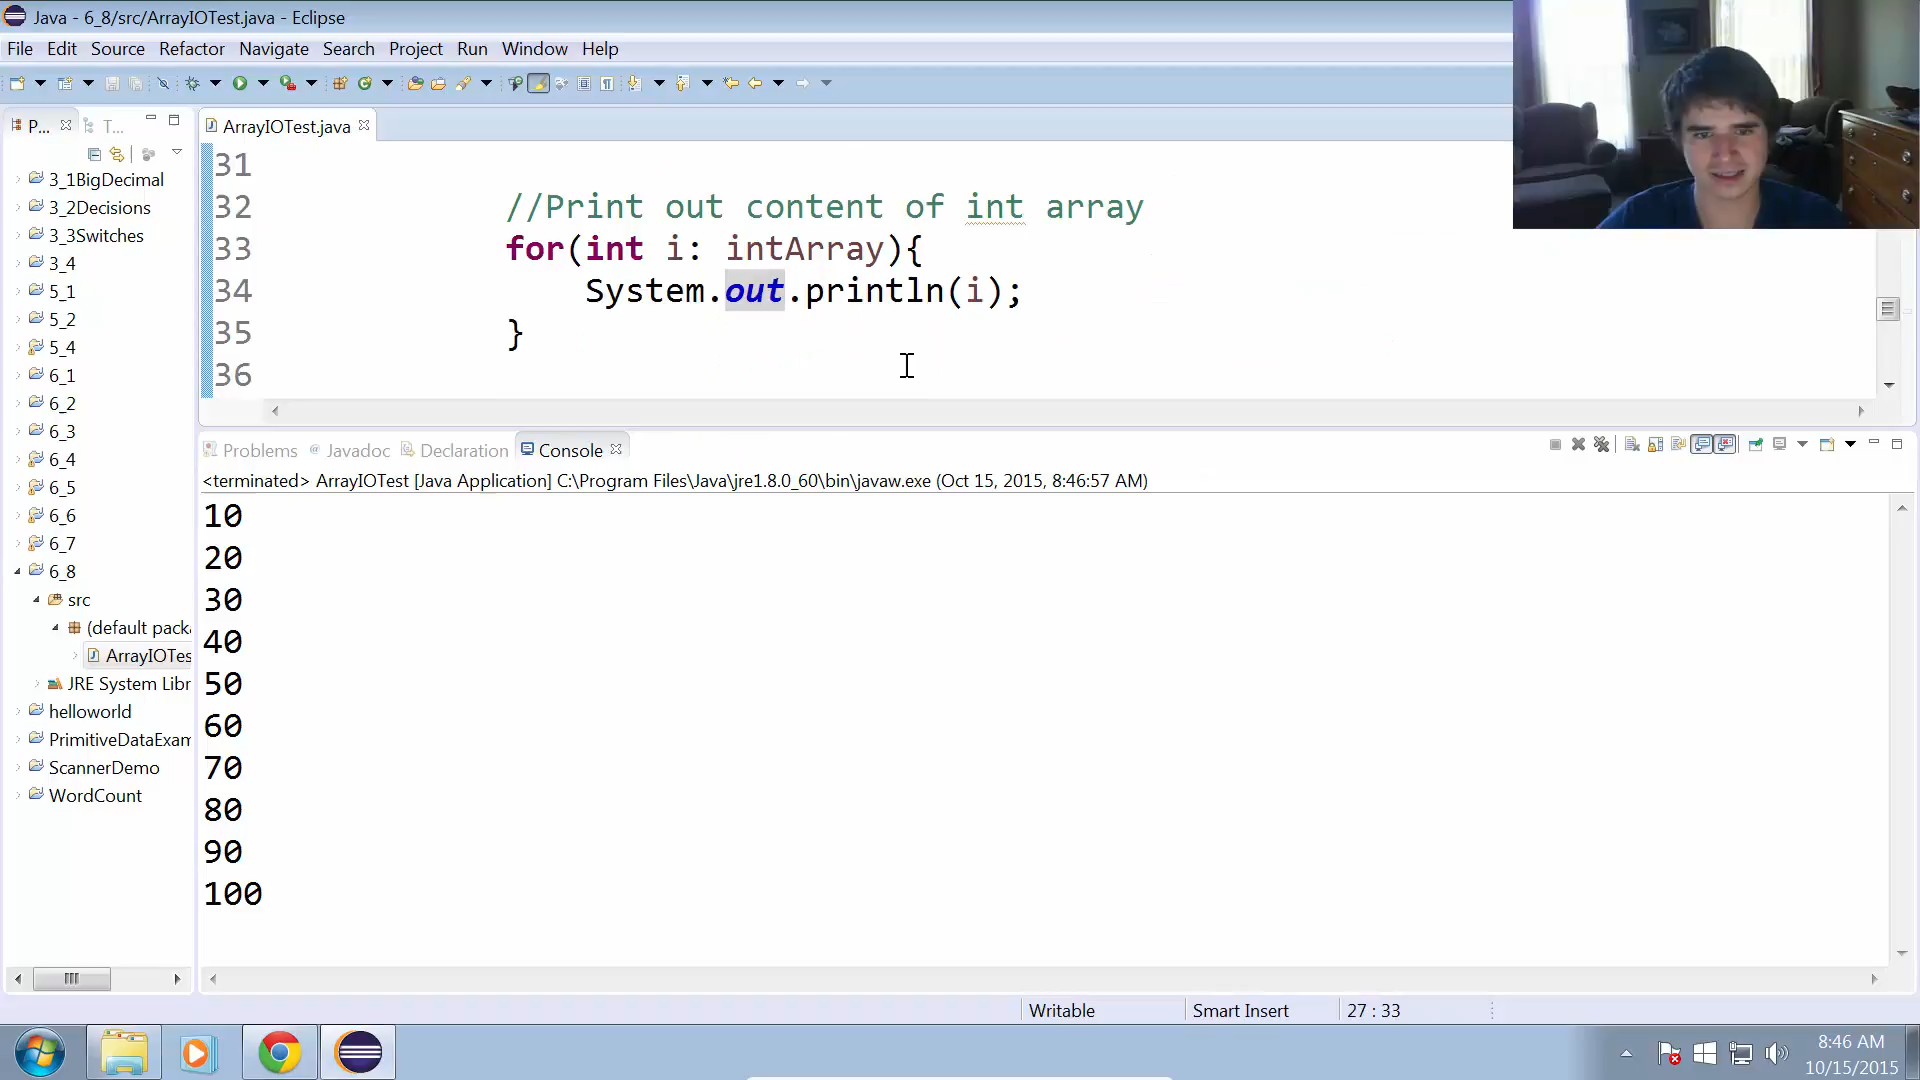 Java - 6_8/src/ArrayIOTest.java - Eclipse
File Edit Source Refactor Navigate Search Project Run Window Help
P... T...
ArrayIOTest.java
3_1BigDecimal
3_2Decisions
3_3Switches
3_4
5_1
5_2
5_4
6_1
6_2
6_3
6_4
6_5
6_6
6_7
6_8
src
(default pack
ArrayIOTes
JRE System Libr
helloworld
PrimitiveDataExam
ScannerDemo
WordCount
31
32 //Print out content of int array
33 for(int i: intArray){
34 System.out.println(i);
35 }
36
Problems @ Javadoc Declaration Console
<terminated> ArrayIOTest [Java Application] C:\Program Files\Java\jre1.8.0_60\bin\javaw.exe (Oct 15, 2015, 8:46:57 AM)
10
20
30
40
50
60
70
80
90
100
Writable Smart Insert 27 : 33
8:46 AM
10/15/2015